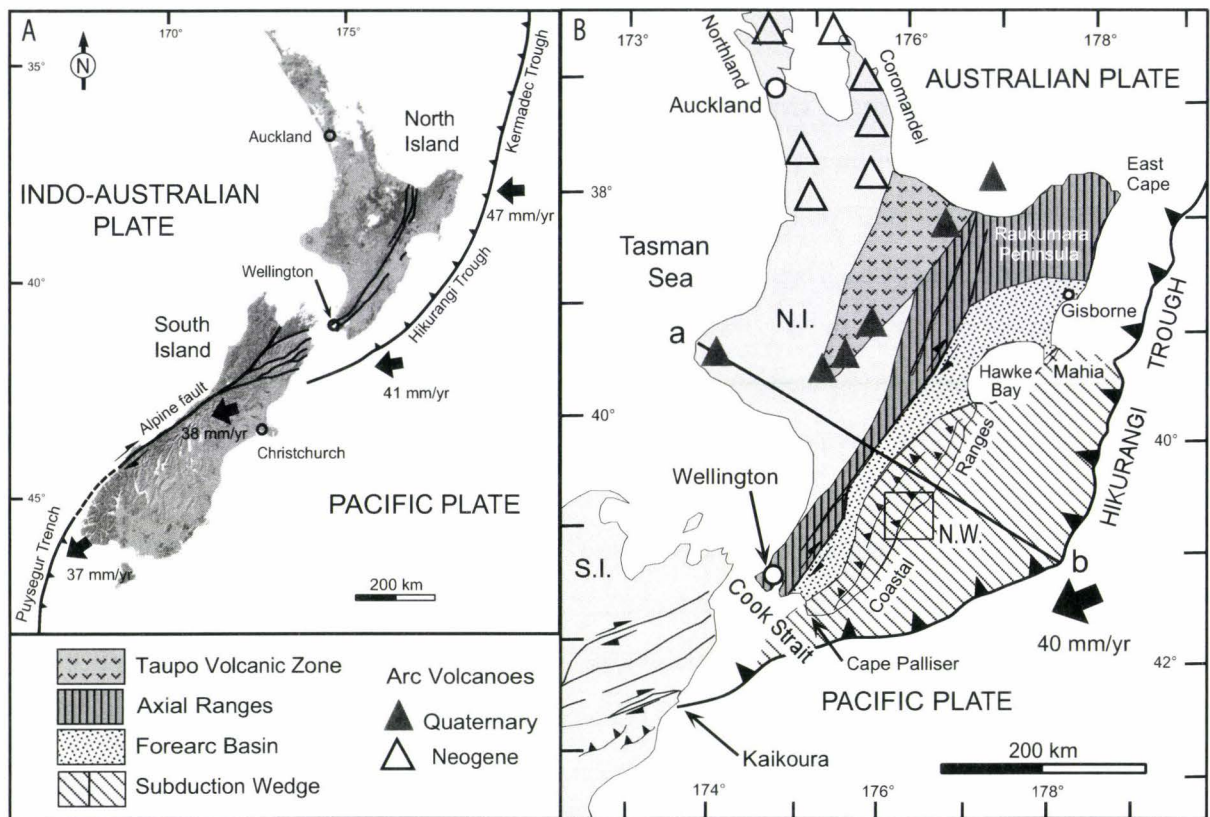 A
170°
175°
N
35°
Auckland
North
Island
Kermadec Trough
INDO-AUSTRALIAN
PLATE
47 mm/yr
Hikurangi Trough
Wellington
40°
South
Island
41 mm/yr
Alpine fault
38 mm/yr
Christchurch
45°
PACIFIC PLATE
Puysegur Trench
37 mm/yr
200 km
Taupo Volcanic Zone
Axial Ranges
Forearc Basin
Subduction Wedge
Arc Volcanoes
Quaternary
Neogene
B
173°
176°
178°
Northland
Coromandel
AUSTRALIAN PLATE
Auckland
East
Cape
38°
Raukumara
Peninsula
Tasman
Sea
N.I.
Gisborne
a
Hawke
Bay
Mahia
HIKURANGI TROUGH
40°
40°
Wellington
Coastal Ranges
N.W.
b
S.I.
Cook Strait
40 mm/yr
Cape Palliser
42°
PACIFIC PLATE
Kaikoura
200 km
174°
176°
178°